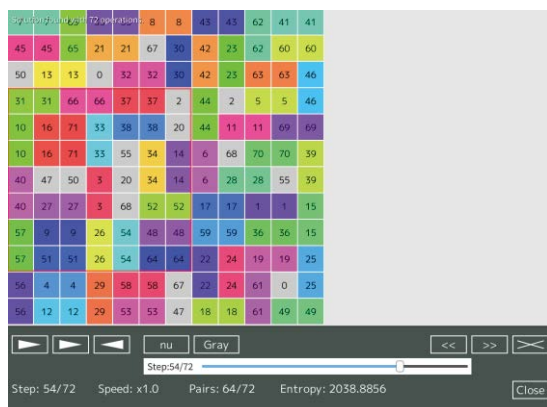 Solution found with 72 operations.
7 7 69 8 8 43 43 62 41 41
45 45 65 21 21 67 30 42 23 62 60 60
50 13 13 0 32 32 30 42 23 63 63 46
31 31 66 66 37 37 2 44 2 5 5 46
10 16 71 33 38 38 20 44 11 11 69 69
10 16 71 33 55 34 14 6 68 70 70 39
40 47 50 3 20 34 14 6 28 28 55 39
40 27 27 3 68 52 52 17 17 1 1 15
57 9 9 26 54 48 48 59 59 36 36 15
57 51 51 26 54 64 64 22 24 19 19 25
56 4 4 29 58 58 67 22 24 61 0 25
56 12 12 29 53 53 47 18 18 61 49 49
nu Gray << >>
Step:54/72
Step: 54/72 Speed: x1.0 Pairs: 64/72 Entropy: 2038.8856 Close